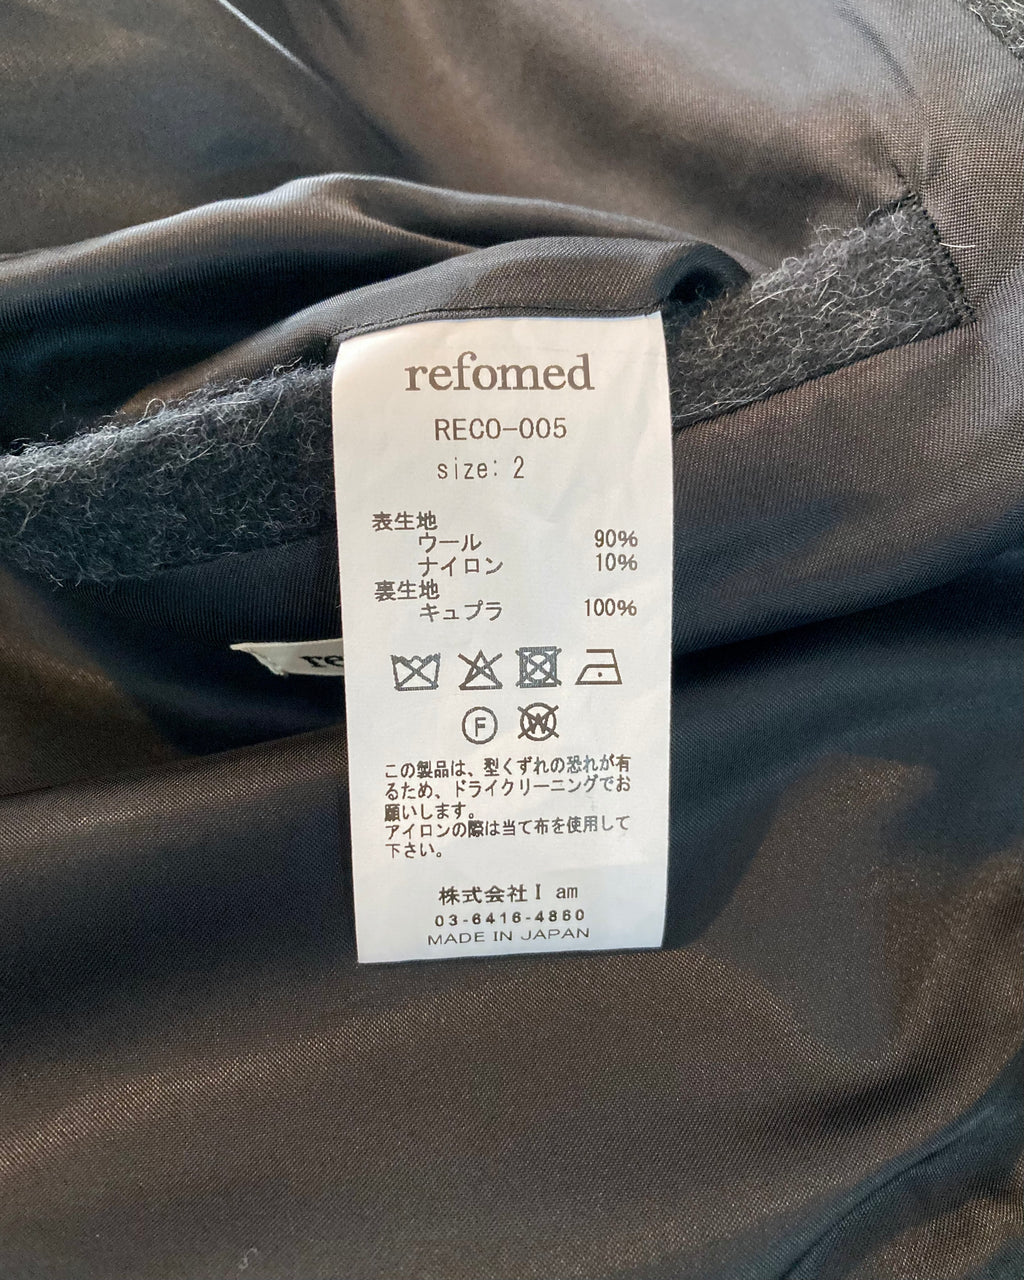 refomed
RECO-005
size: 2
表生地
ウール 90%
ナイロン 10%
裏生地
キュプラ 100%
re
F
W
この製品は、型くずれの恐れが有
るため、ドライクリーニングでお
願いします。
アイロンの際は当て布を使用して
下さい。
株式会社I am
03-6416-4860
MADE IN JAPAN